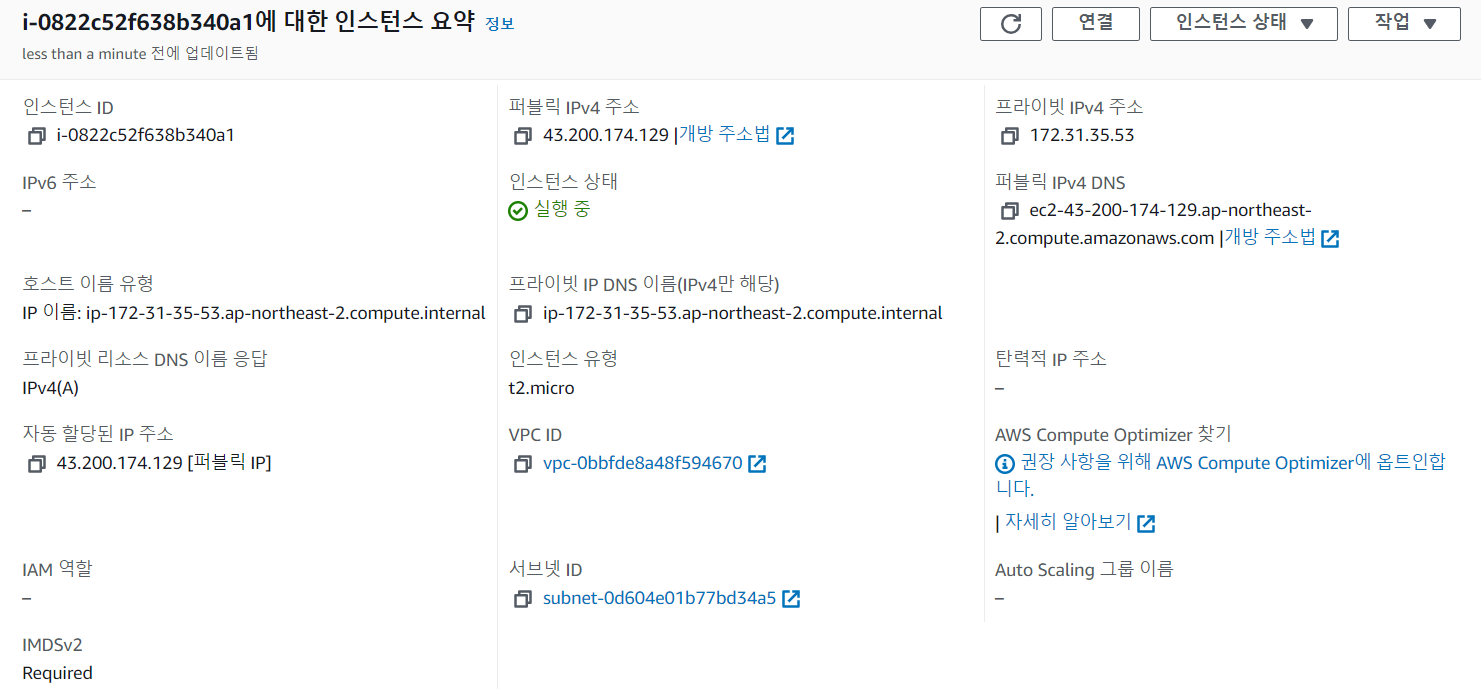 i-0822c52f638b340a1에 대한 인스턴스 요약 정보
less than a minute 전에 업데이트됨
연결
인스턴스 상태
작업
인스턴스 ID
i-0822c52f638b340a1
퍼블릭 IPv4 주소
43.200.174.129 |개방 주소법
프라이빗 IPv4 주소
172.31.35.53
IPv6 주소
–
인스턴스 상태
실행 중
퍼블릭 IPv4 DNS
ec2-43-200-174-129.ap-northeast-
2.compute.amazonaws.com |개방 주소법
호스트 이름 유형
IP 이름: ip-172-31-35-53.ap-northeast-2.compute.internal
프라이빗 IP DNS 이름(IPv4만 해당)
ip-172-31-35-53.ap-northeast-2.compute.internal
프라이빗 리소스 DNS 이름 응답
IPv4(A)
인스턴스 유형
t2.micro
탄력적 IP 주소
–
자동 할당된 IP 주소
43.200.174.129 [퍼블릭 IP]
VPC ID
vpc-0bbfde8a48f594670
AWS Compute Optimizer 찾기
권장 사항을 위해 AWS Compute Optimizer에 옵트인합
니다.
| 자세히 알아보기
IAM 역할
–
서브넷 ID
subnet-0d604e01b77bd34a5
Auto Scaling 그룹 이름
–
IMDSv2
Required